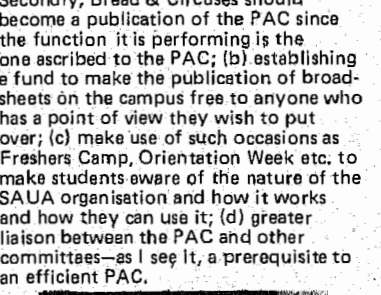 Secondly, Bread & Circuses should
become a publication of the PAC since
the function it is performing is the
one ascribed to the PAC; (b) establishing
a fund to make the publication of broad-
sheets on the campus free to anyone who
has a point of view they wish to put
over; (c) make use of such occasions as
Freshers Camp, Orientation Week etc. to
make students aware of the nature of the
SAUA organisation and how it works
and how they can use it; (d) greater
liaison between the PAC and other
committees—as I see it, a prerequisite to
an efficient PAC.